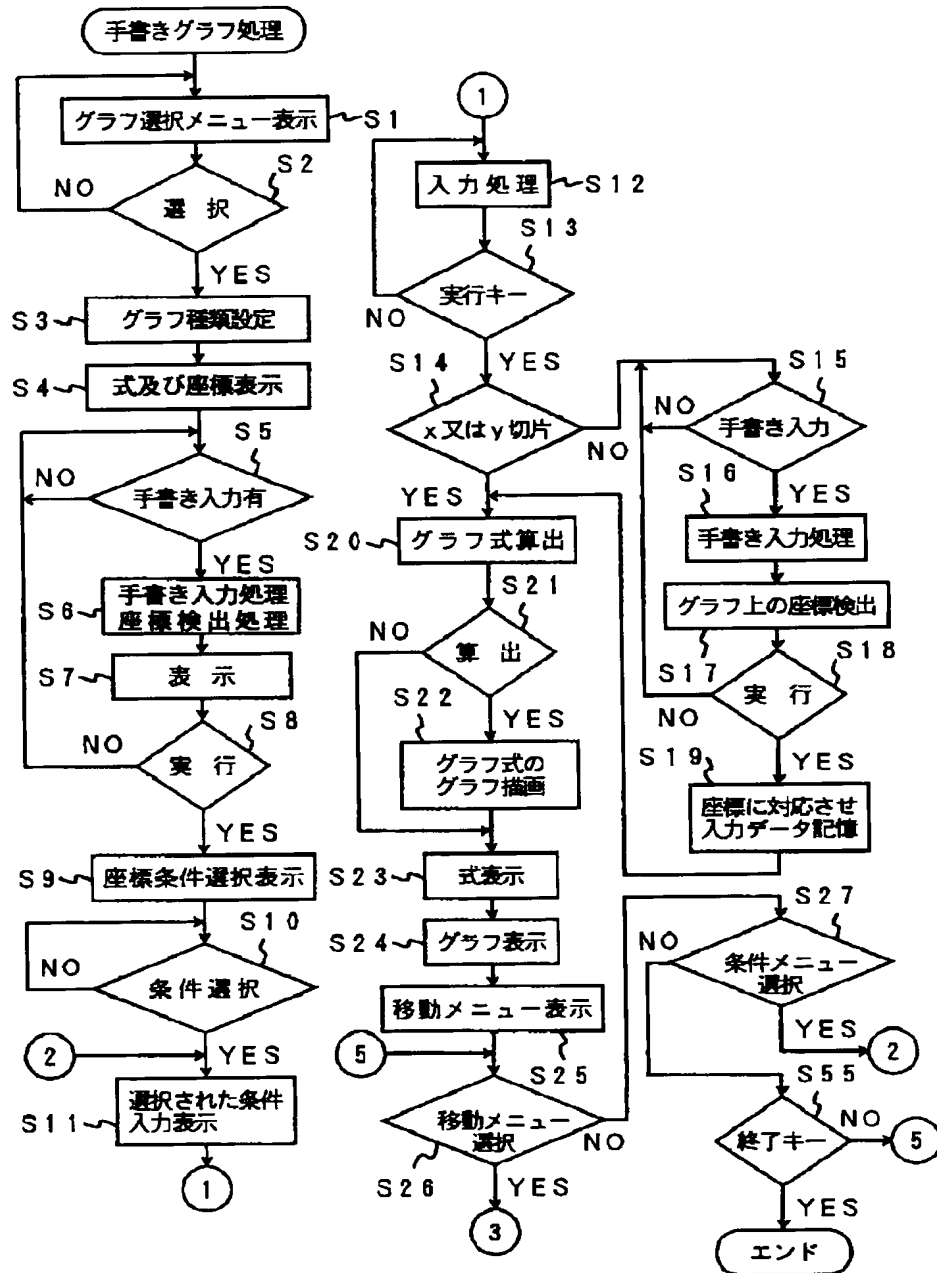 手書きグラフ処理
グラフ選択メニュー表示
S1
S2
NO
選 択
YES
S3
グラフ種類設定
S4
式及び座標表示
S5
NO
手書き入力有
YES
S6
手書き入力処理
座標検出処理
S7
表 示
S8
NO
実 行
YES
S9
座標条件選択表示
S10
NO
条件選択
2
YES
S11
選択された条件
入力表示
1
1
入力処理
S12
S13
実行キー
NO
S14
YES
x又はy切片
NO
YES
S15
NO
手書き入力
S16
YES
手書き入力処理
グラフ上の座標検出
S17
S18
実 行
NO
S19
YES
座標に対応させ
入力データ記憶
S20
グラフ式算出
S21
NO
算 出
S22
YES
グラフ式の
グラフ描画
S23
式表示
S24
グラフ表示
移動メニュー表示
5
S25
移動メニュー
選択
NO
S26
YES
3
S27
NO
条件メニュー
選択
YES
2
S55
NO
終了キー
5
YES
エンド